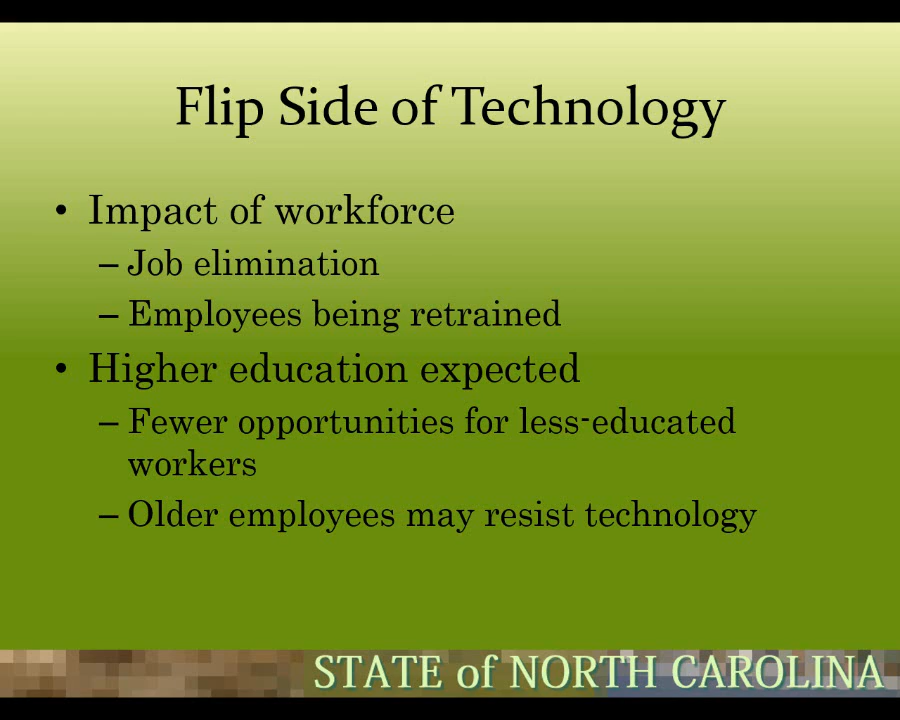 Flip Side of Technology
• Impact of workforce
– Job elimination
– Employees being retrained
• Higher education expected
– Fewer opportunities for less-educated
workers
– Older employees may resist technology
STATE of NORTH CAROLINA